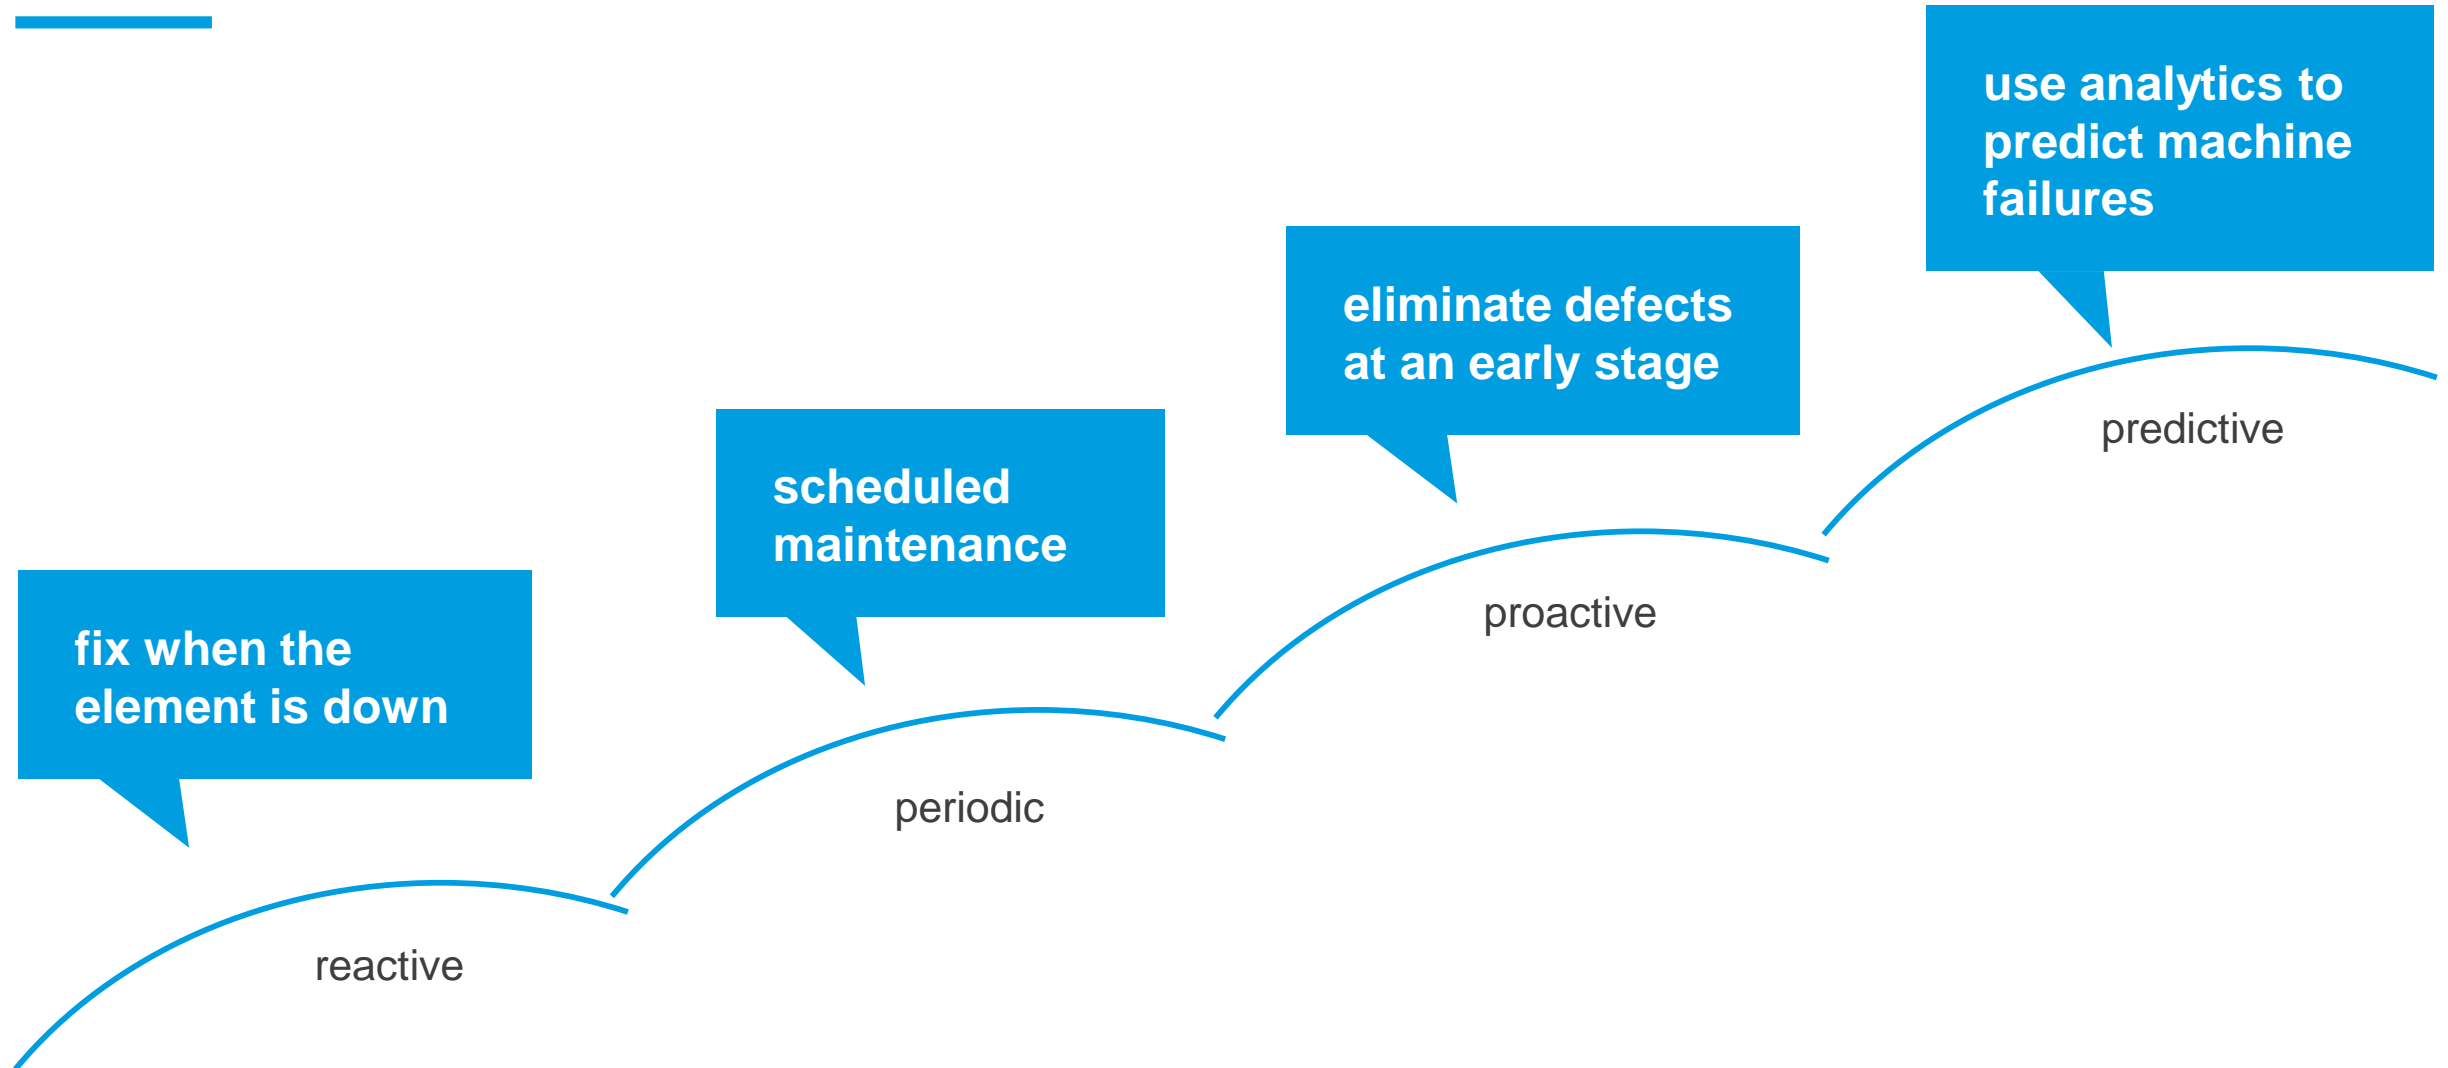 use analytics to
predict machine
failures
predictive
eliminate defects
at an early stage
proactive
scheduled
maintenance
periodic
fix when the
element is down
reactive